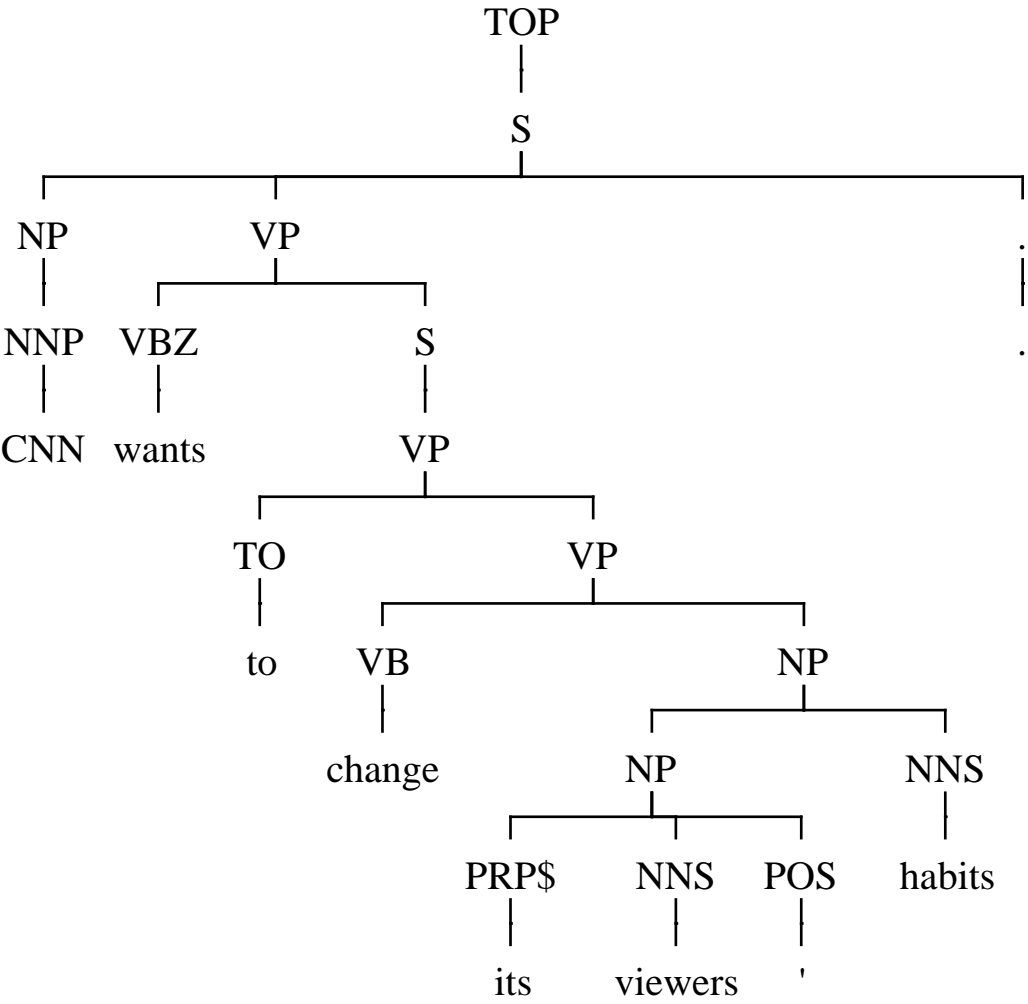 TOP
S
NP VP .
NNP VBZ S .
CNN wants VP
TO VP
to VB NP
change NP NNS
PRP$ NNS POS habits
its viewers '